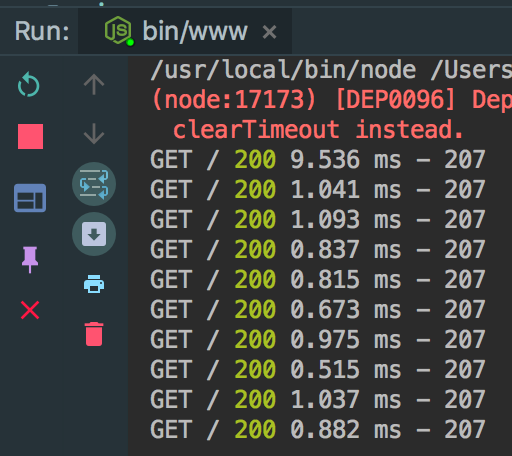 Run: bin/www
/usr/local/bin/node /Users
(node:17173) [DEP0096] Dep
clearTimeout instead.
GET / 200 9.536 ms - 207
GET / 200 1.041 ms - 207
GET / 200 1.093 ms - 207
GET / 200 0.837 ms - 207
GET / 200 0.815 ms - 207
GET / 200 0.673 ms - 207
GET / 200 0.975 ms - 207
GET / 200 0.515 ms - 207
GET / 200 1.037 ms - 207
GET / 200 0.882 ms - 207